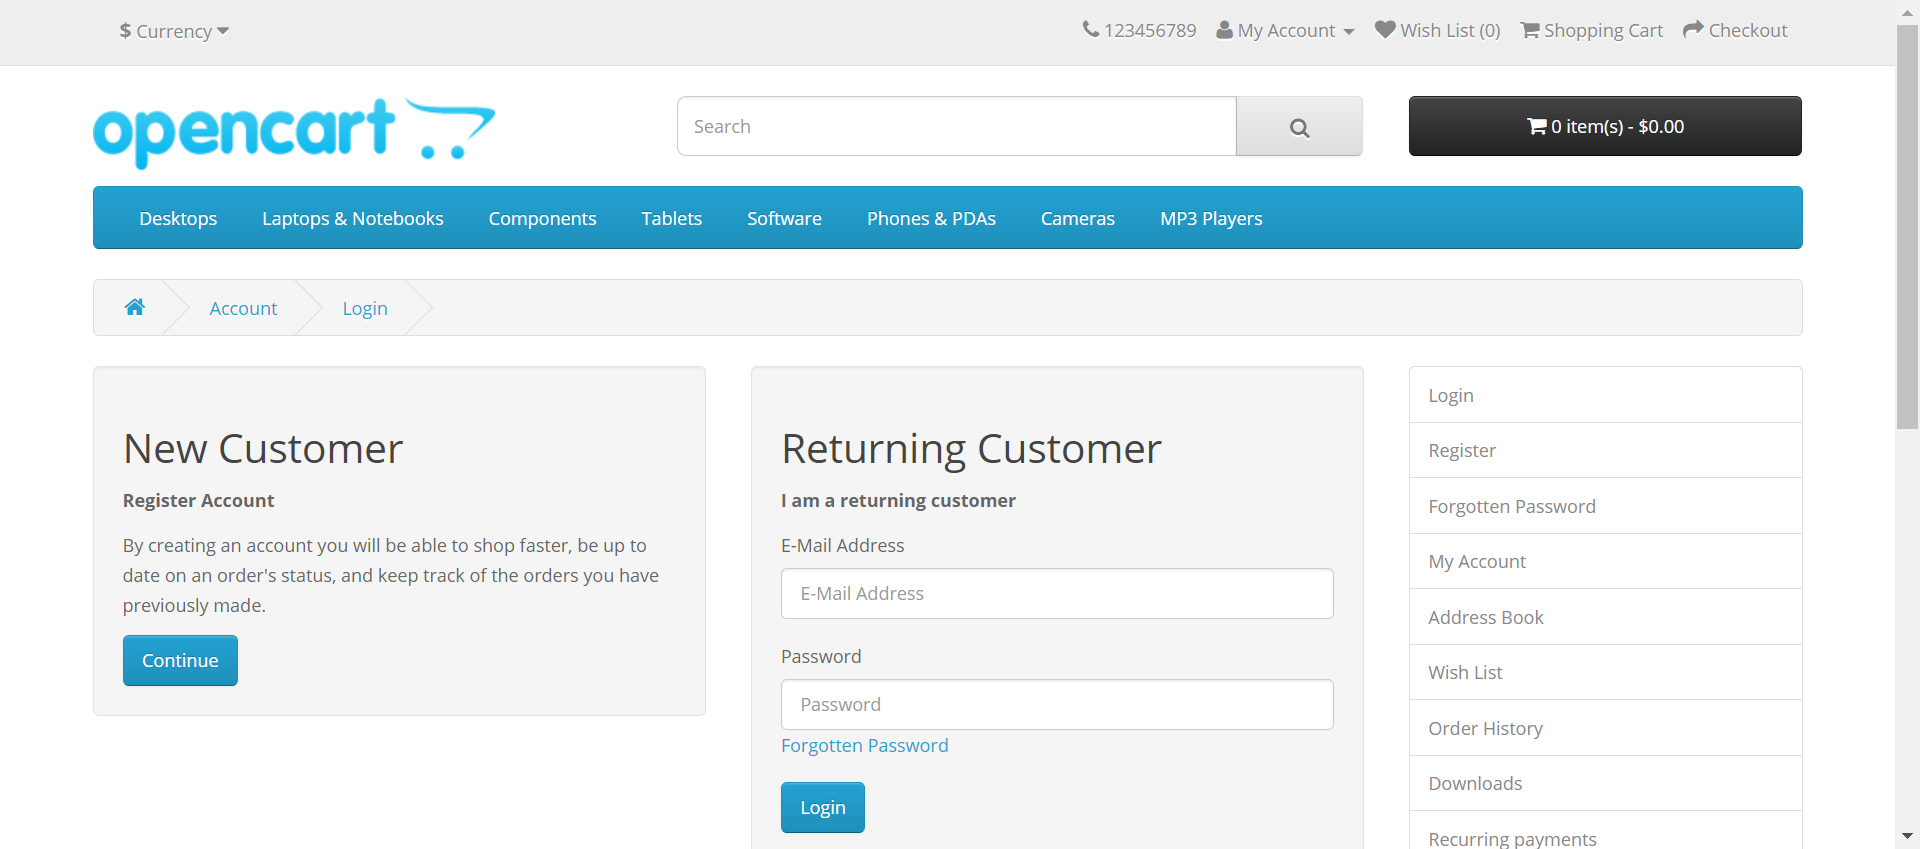 $ Currency
123456789 My Account Wish List (0) Shopping Cart Checkout
opencart
Search
0 item(s) - $0.00
Desktops Laptops & Notebooks Components Tablets Software Phones & PDAs Cameras MP3 Players
Account Login
New Customer
Register Account
By creating an account you will be able to shop faster, be up to
date on an order's status, and keep track of the orders you have
previously made.
Continue
Returning Customer
I am a returning customer
E-Mail Address
E-Mail Address
Password
Password
Forgotten Password
Login
Login
Register
Forgotten Password
My Account
Address Book
Wish List
Order History
Downloads
Recurring payments